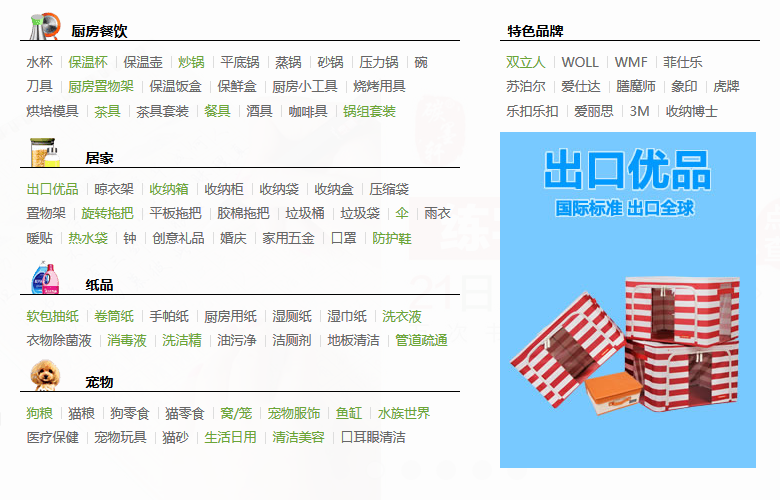 厨房餐饮
水杯 保温杯 保温壶 炒锅 平底锅 蒸锅 砂锅 压力锅 碗
刀具 厨房置物架 保温饭盒 保鲜盒 厨房小工具 烧烤用具
烘培模具 茶具 茶具套装 餐具 酒具 咖啡具 锅组套装
居家
出口优品 晾衣架 收纳箱 收纳柜 收纳袋 收纳盒 压缩袋
置物架 旋转拖把 平板拖把 胶棉拖把 垃圾桶 垃圾袋 伞 雨衣
暖贴 热水袋 钟 创意礼品 婚庆 家用五金 口罩 防护鞋
纸品
软包抽纸 卷筒纸 手帕纸 厨房用纸 湿厕纸 湿巾纸 洗衣液
衣物除菌液 消毒液 洗洁精 油污净 洁厕剂 地板清洁 管道疏通
宠物
狗粮 猫粮 狗零食 猫零食 窝/笼 宠物服饰 鱼缸 水族世界
医疗保健 宠物玩具 猫砂 生活日用 清洁美容 口耳眼清洁
特色品牌
双立人 WOLL WMF 菲仕乐
苏泊尔 爱仕达 膳魔师 象印 虎牌
乐扣乐扣 爱丽思 3M 收纳博士
出口优品
国际标准 出口全球